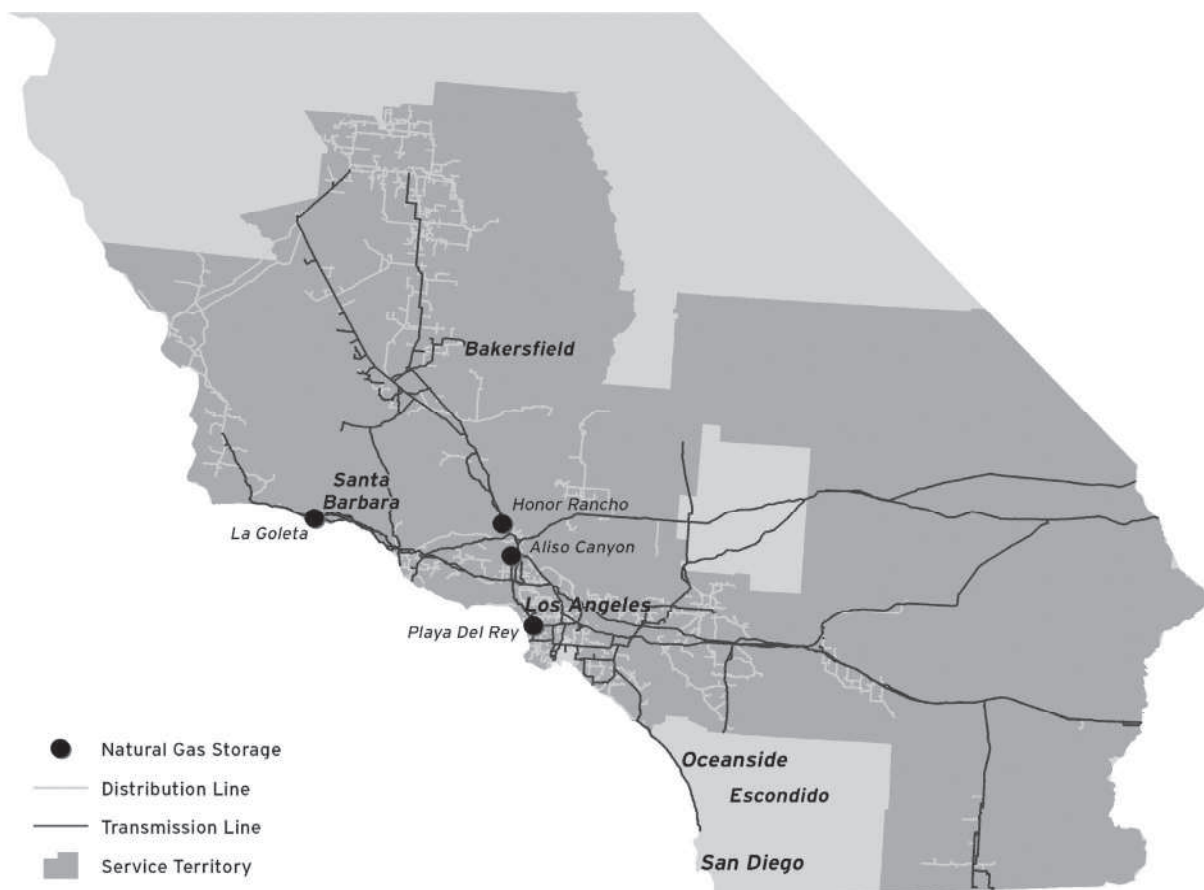 Bakersfield
Santa
Barbara
Honor Rancho
La Goleta
Aliso Canyon
Los Angeles
Playa Del Rey
Natural Gas Storage
Oceanside
Distribution Line
Escondido
Transmission Line
Service Territory
San Diego